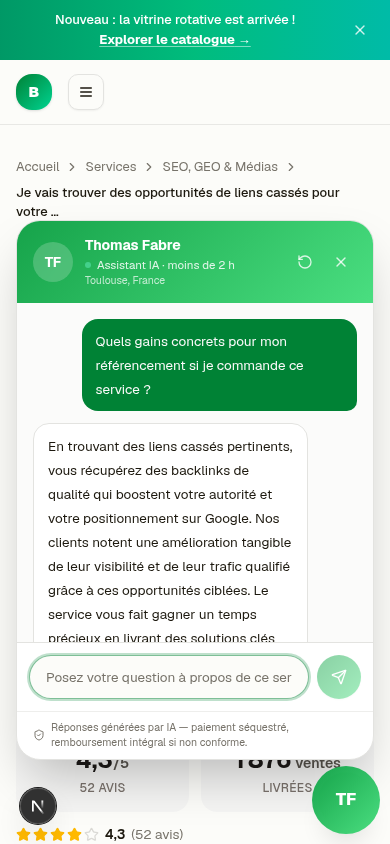 Nouveau : la vitrine rotative est arrivée !
Explorer le catalogue →
B
Accueil > Services > SEO, GEO & Médias >
Je vais trouver des opportunités de liens cassés pour
votre ...
TF
Thomas Fabre
Assistant IA · moins de 2 h
Toulouse, France
Quels gains concrets pour mon
référencement si je commande ce
service ?
En trouvant des liens cassés pertinents,
vous récupérez des backlinks de
qualité qui boostent votre autorité et
votre positionnement sur Google. Nos
clients notent une amélioration tangible
de leur visibilité et de leur trafic qualifié
grâce à ces opportunités ciblées. Le
service vous fait gagner un temps
précieux en livrant des solutions clés
Posez votre question à propos de ce ser
Réponses générées par IA — paiement séquestré,
remboursement intégral si non conforme.
4,3/5
ventes
52 AVIS
LIVRÉES
TF
N
4,3 (52 avis)